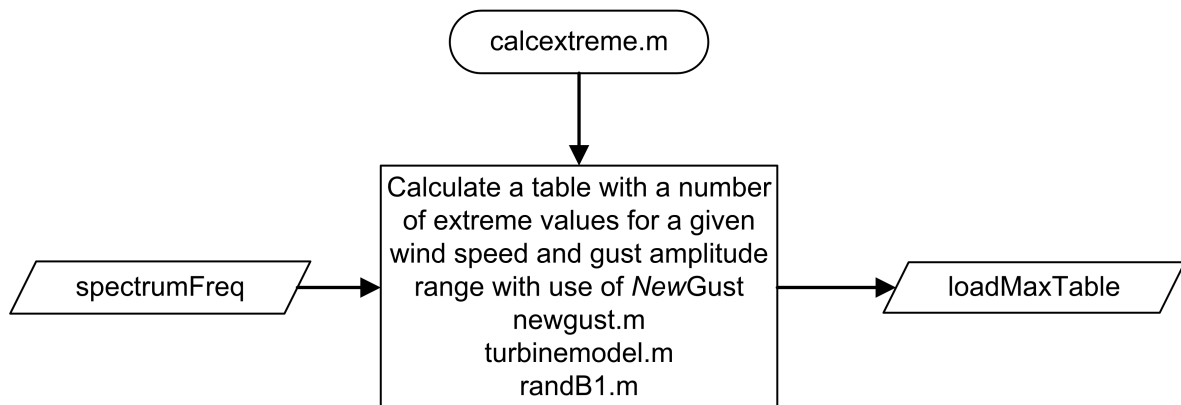 calcextreme.m
Calculate a table with a number
of extreme values for a given
wind speed and gust amplitude
range with use of NewGust
newgust.m
turbinemodel.m
randB1.m
spectrumFreq
loadMaxTable